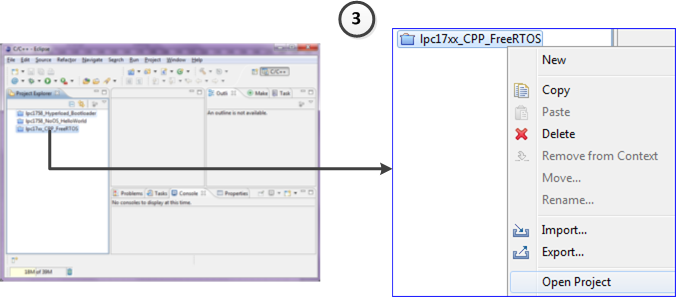 3
C/C++ - Eclipse
File Edit Source Refactor Navigate Search Run Project Window Help
C/C++
Project Explorer
lpc1758_Hyperload_Bootloader
lpc1758_NoOS_HelloWorld
lpc17xx_CPP_FreeRTOS
Outli Make Task
An outline is not available.
Problems Tasks Console Properties
No consoles to display at this time.
18M of 38M
lpc17xx_CPP_FreeRTOS
New
Copy
Paste
Delete
Remove from Context
Move...
Rename...
Import...
Export...
Open Project